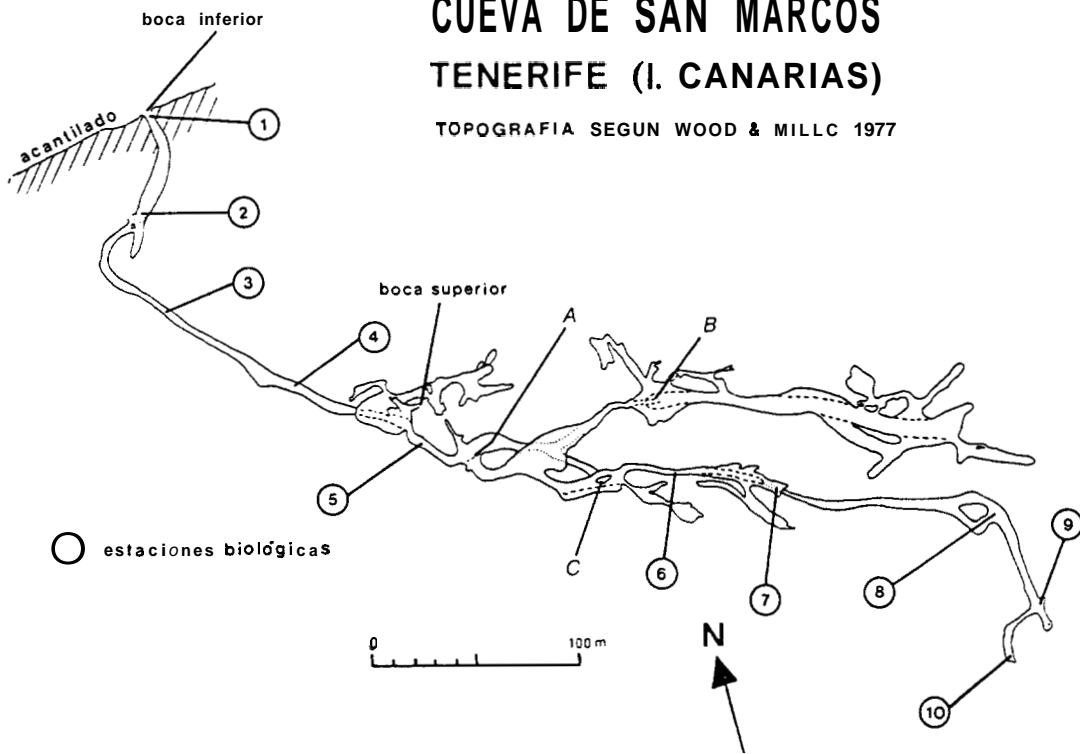 CUEVA DE SAN MARCOS
TENERIFE (I. CANARIAS)
TOPOGRAFIA SEGUN WOOD & MILLC 1977
boca inferior
acantilado
1
2
3
boca superior
4
A
B
5
C
6
7
8
9
10
estaciones biológicas
0 100 m
N